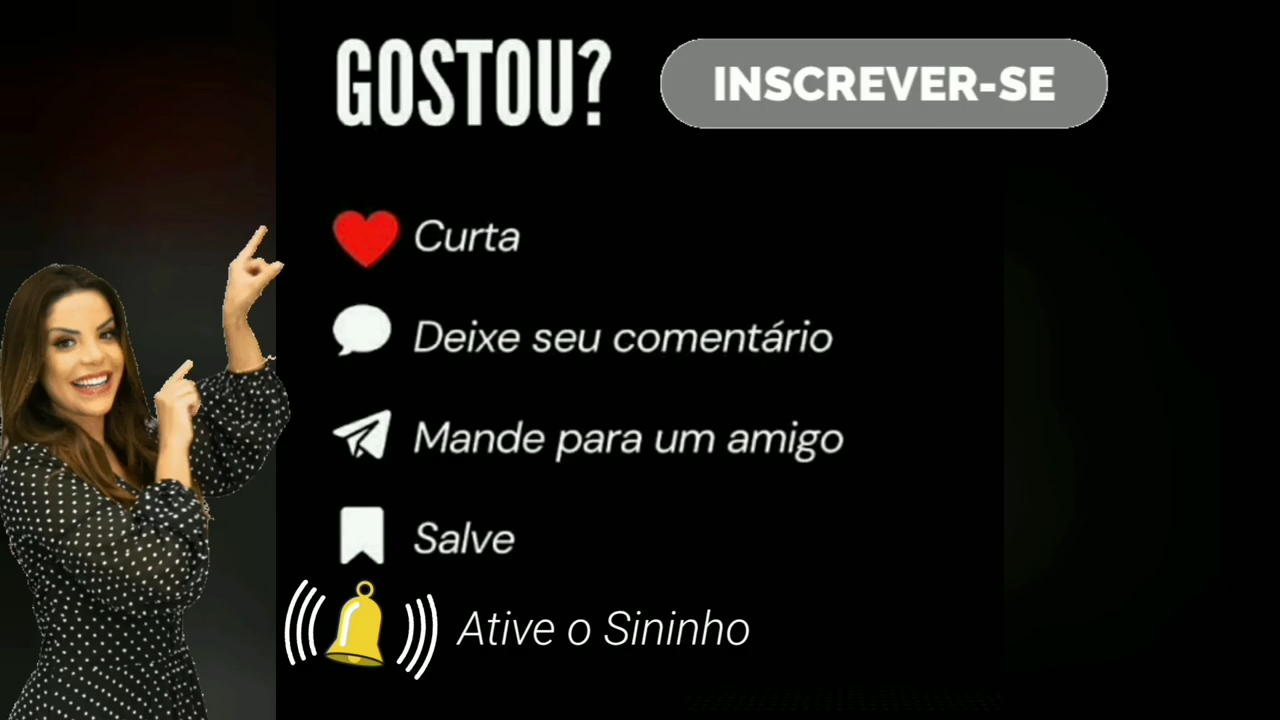 GOSTOU?
INSCREVER-SE
Curta
Deixe seu comentário
Mande para um amigo
Salve
Ative o Sininho